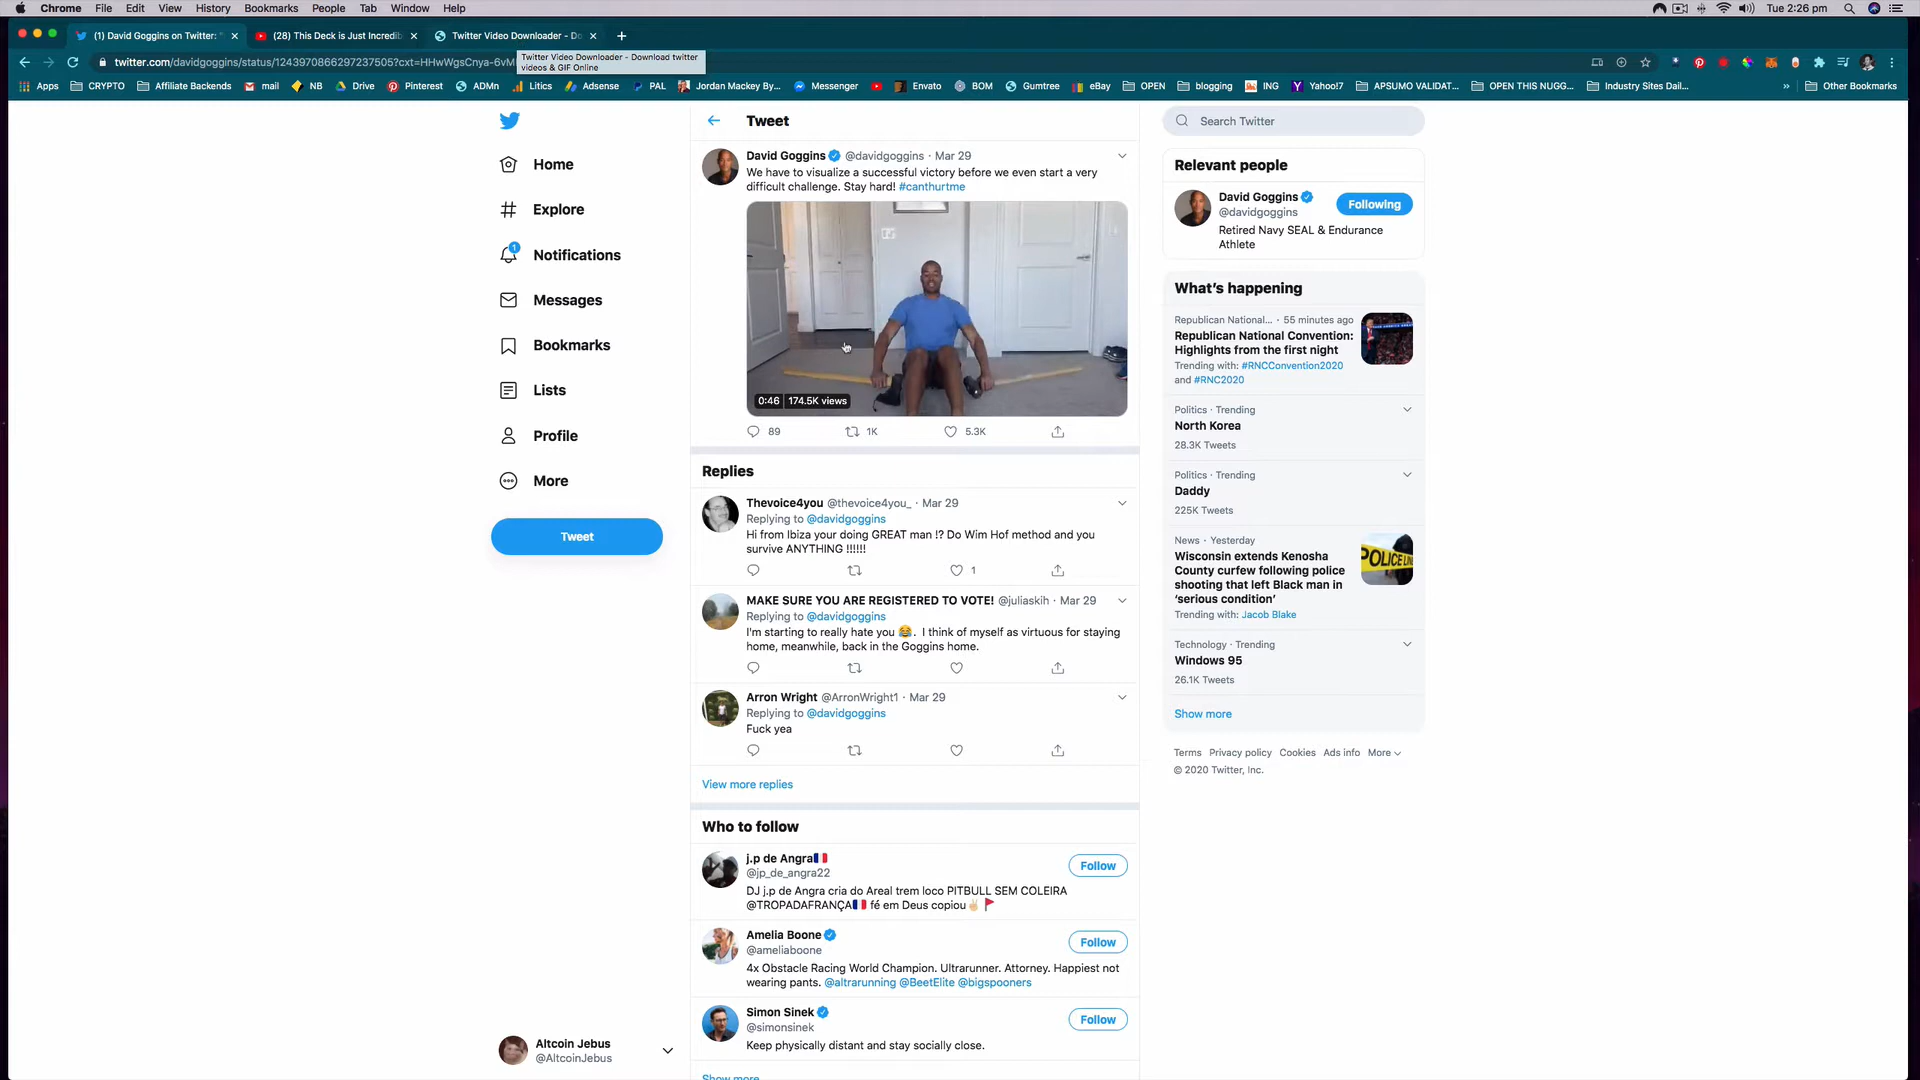 Chrome File Edit View History Bookmarks People Tab Window Help
Tue 2:26 pm
(1) David Goggins on Twitter:
(28) This Deck is Just Incredib
Twitter Video Downloader - Do
twitter.com/davidgoggins/status/1243970866297237505?cxt=HHwWgsCnya-6vMI
Twitter Video Downloader - Download twitter
videos & GIF Online
Apps CRYPTO Affiliate Backends mail NB Drive Pinterest ADMn Litics Adsense PAL Jordan Mackey By... Messenger Envato BOM Gumtree eBay OPEN blogging ING Yahoo!7 APSUMO VALIDAT... OPEN THIS NUGG... Industry Sites Dail... » Other Bookmarks
Home
Explore
1
Notifications
Messages
Bookmarks
Lists
Profile
More
Tweet
Altcoin Jebus
@AltcoinJebus
Tweet
David Goggins @davidgoggins · Mar 29
We have to visualize a successful victory before we even start a very
difficult challenge. Stay hard! #canthurtme
0:46 174.5K views
89 1K 5.3K
Replies
Thevoice4you @thevoice4you_ · Mar 29
Replying to @davidgoggins
Hi from Ibiza your doing GREAT man !? Do Wim Hof method and you
survive ANYTHING !!!!!!
1
MAKE SURE YOU ARE REGISTERED TO VOTE! @juliaskih · Mar 29
Replying to @davidgoggins
I'm starting to really hate you 😂. I think of myself as virtuous for staying
home, meanwhile, back in the Goggins home.
Arron Wright @ArronWright1 · Mar 29
Replying to @davidgoggins
Fuck yea
View more replies
Who to follow
j.p de Angra🇫🇷
@jp_de_angra22
Follow
DJ j.p de Angra cria do Areal trem loco PITBULL SEM COLEIRA
@TROPADAFRANÇA🇫🇷 fé em Deus copiou✌🏼🚩
Amelia Boone
@ameliaboone
Follow
4x Obstacle Racing World Champion. Ultrarunner. Attorney. Happiest not
wearing pants. @altrarunning @BeetElite @bigspooners
Simon Sinek
@simonsinek
Follow
Keep physically distant and stay socially close.
Show more
Search Twitter
Relevant people
David Goggins
@davidgoggins
Following
Retired Navy SEAL & Endurance
Athlete
What's happening
Republican National... · 55 minutes ago
Republican National Convention:
Highlights from the first night
Trending with: #RNCConvention2020
and #RNC2020
Politics · Trending
North Korea
28.3K Tweets
Politics · Trending
Daddy
225K Tweets
News · Yesterday
Wisconsin extends Kenosha
County curfew following police
shooting that left Black man in
‘serious condition’
Trending with: Jacob Blake
POLICE LINE
Technology · Trending
Windows 95
26.1K Tweets
Show more
Terms Privacy policy Cookies Ads info More
© 2020 Twitter, Inc.